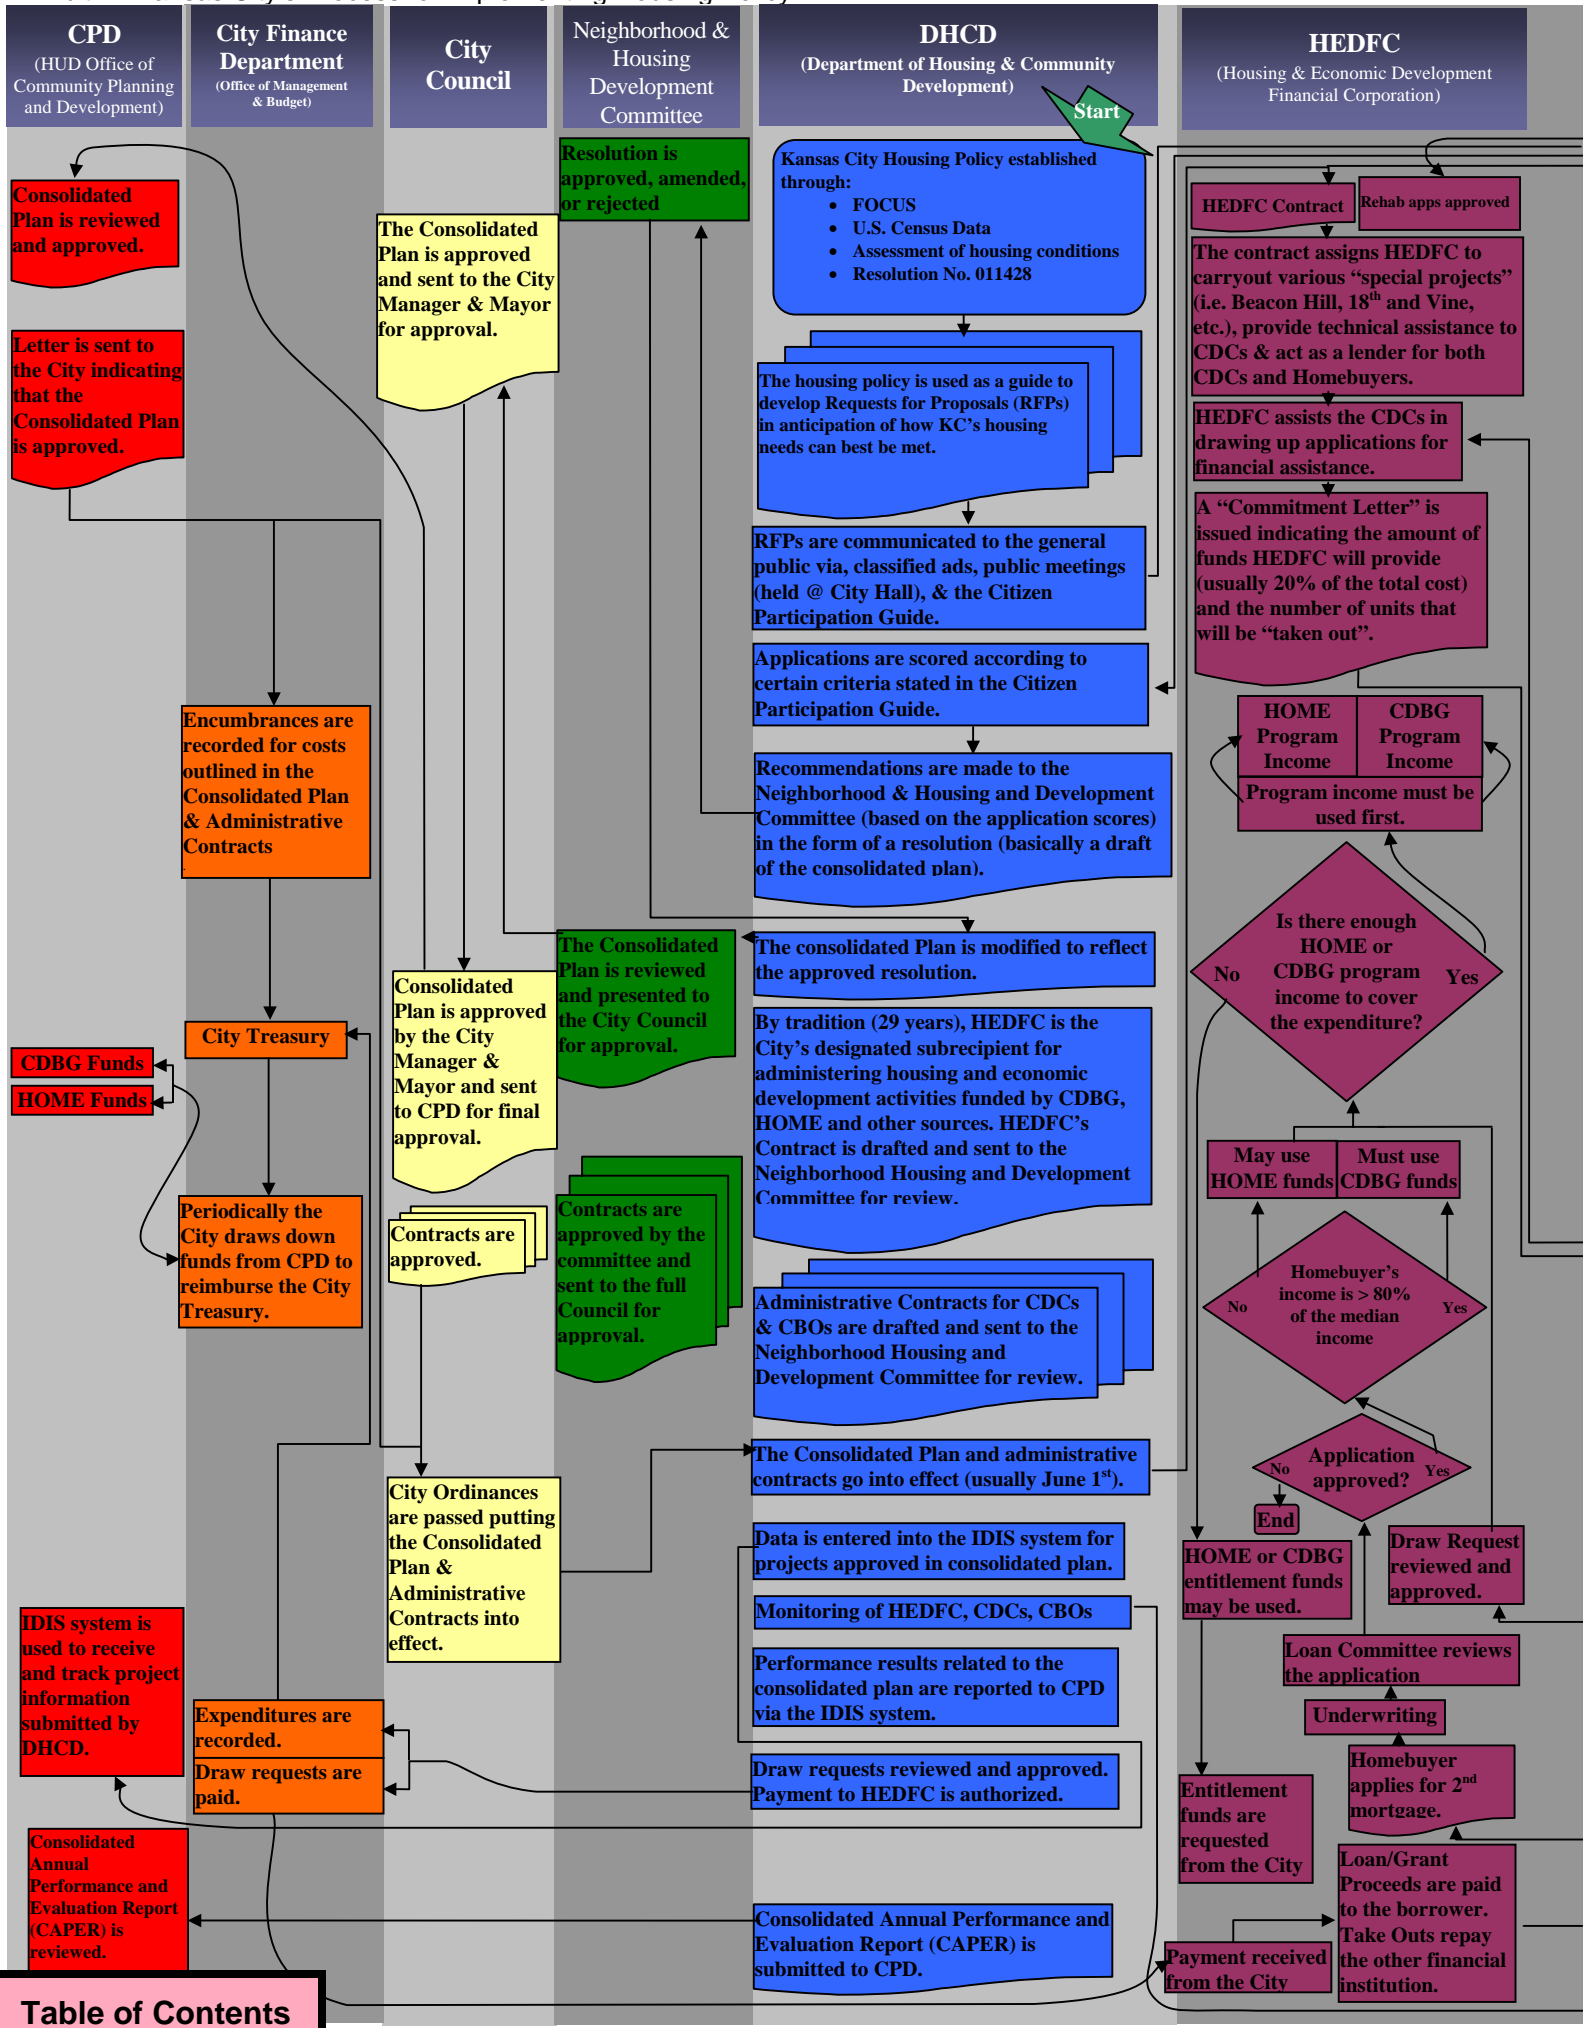 CPD
(HUD Office of
Community Planning
and Development)
City Finance
Department
(Office of Management
& Budget)
City
Council
Neighborhood &
Housing
Development
Committee
DHCD
(Department of Housing & Community
Development)
Start
HEDFC
(Housing & Economic Development
Financial Corporation)
Consolidated
Plan is reviewed
and approved.
Letter is sent to
the City indicating
that the
Consolidated Plan
is approved.
CDBG Funds
HOME Funds
IDIS system is
used to receive
and track project
information
submitted by
DHCD.
Consolidated
Annual
Performance and
Evaluation Report
(CAPER) is
reviewed.
Encumbrances are
recorded for costs
outlined in the
Consolidated Plan
& Administrative
Contracts
.
City Treasury
Periodically the
City draws down
funds from CPD to
reimburse the City
Treasury.
Expenditures are
recorded.
Draw requests are
paid.
The Consolidated
Plan is approved
and sent to the City
Manager & Mayor
for approval.
Consolidated
Plan is approved
by the City
Manager &
Mayor and sent
to CPD for final
approval.
Contracts are
approved.
City Ordinances
are passed putting
the Consolidated
Plan &
Administrative
Contracts into
effect.
Resolution is
approved, amended,
or rejected
The Consolidated
Plan is reviewed
and presented to
the City Council
for approval.
Contracts are
approved by the
committee and
sent to the full
Council for
approval.
Kansas City Housing Policy established
through:
• FOCUS
• U.S. Census Data
• Assessment of housing conditions
• Resolution No. 011428
The housing policy is used as a guide to
develop Requests for Proposals (RFPs)
in anticipation of how KC's housing
needs can best be met.
RFPs are communicated to the general
public via, classified ads, public meetings
(held @ City Hall), & the Citizen
Participation Guide.
Applications are scored according to
certain criteria stated in the Citizen
Participation Guide.
Recommendations are made to the
Neighborhood & Housing and Development
Committee (based on the application scores)
in the form of a resolution (basically a draft
of the consolidated plan).
The consolidated Plan is modified to reflect
the approved resolution.
By tradition (29 years), HEDFC is the
City's designated subrecipient for
administering housing and economic
development activities funded by CDBG,
HOME and other sources. HEDFC's
Contract is drafted and sent to the
Neighborhood Housing and Development
Committee for review.
Administrative Contracts for CDCs
& CBOs are drafted and sent to the
Neighborhood Housing and
Development Committee for review.
The Consolidated Plan and administrative
contracts go into effect (usually June 1st).
Data is entered into the IDIS system for
projects approved in consolidated plan.
Monitoring of HEDFC, CDCs, CBOs
Performance results related to the
consolidated plan are reported to CPD
via the IDIS system.
Draw requests reviewed and approved.
Payment to HEDFC is authorized.
Consolidated Annual Performance and
Evaluation Report (CAPER) is
submitted to CPD.
HEDFC Contract
Rehab apps approved
The contract assigns HEDFC to
carryout various “special projects”
(i.e. Beacon Hill, 18th and Vine,
etc.), provide technical assistance to
CDCs & act as a lender for both
CDCs and Homebuyers.
HEDFC assists the CDCs in
drawing up applications for
financial assistance.
A “Commitment Letter” is
issued indicating the amount of
funds HEDFC will provide
(usually 20% of the total cost)
and the number of units that
will be “taken out”.
HOME
Program
Income
CDBG
Program
Income
Program income must be
used first.
Is there enough
HOME or
CDBG program
income to cover
the expenditure?
No
Yes
May use
HOME funds
Must use
CDBG funds
Homebuyer's
income is > 80%
of the median
income
No
Yes
Application
approved?
No
Yes
End
HOME or CDBG
entitlement funds
may be used.
Draw Request
reviewed and
approved.
Loan Committee reviews
the application
Underwriting
Homebuyer
applies for 2nd
mortgage.
Entitlement
funds are
requested
from the City
Loan/Grant
Proceeds are paid
to the borrower.
Take Outs repay
the other financial
institution.
Payment received
from the City
Table of Contents